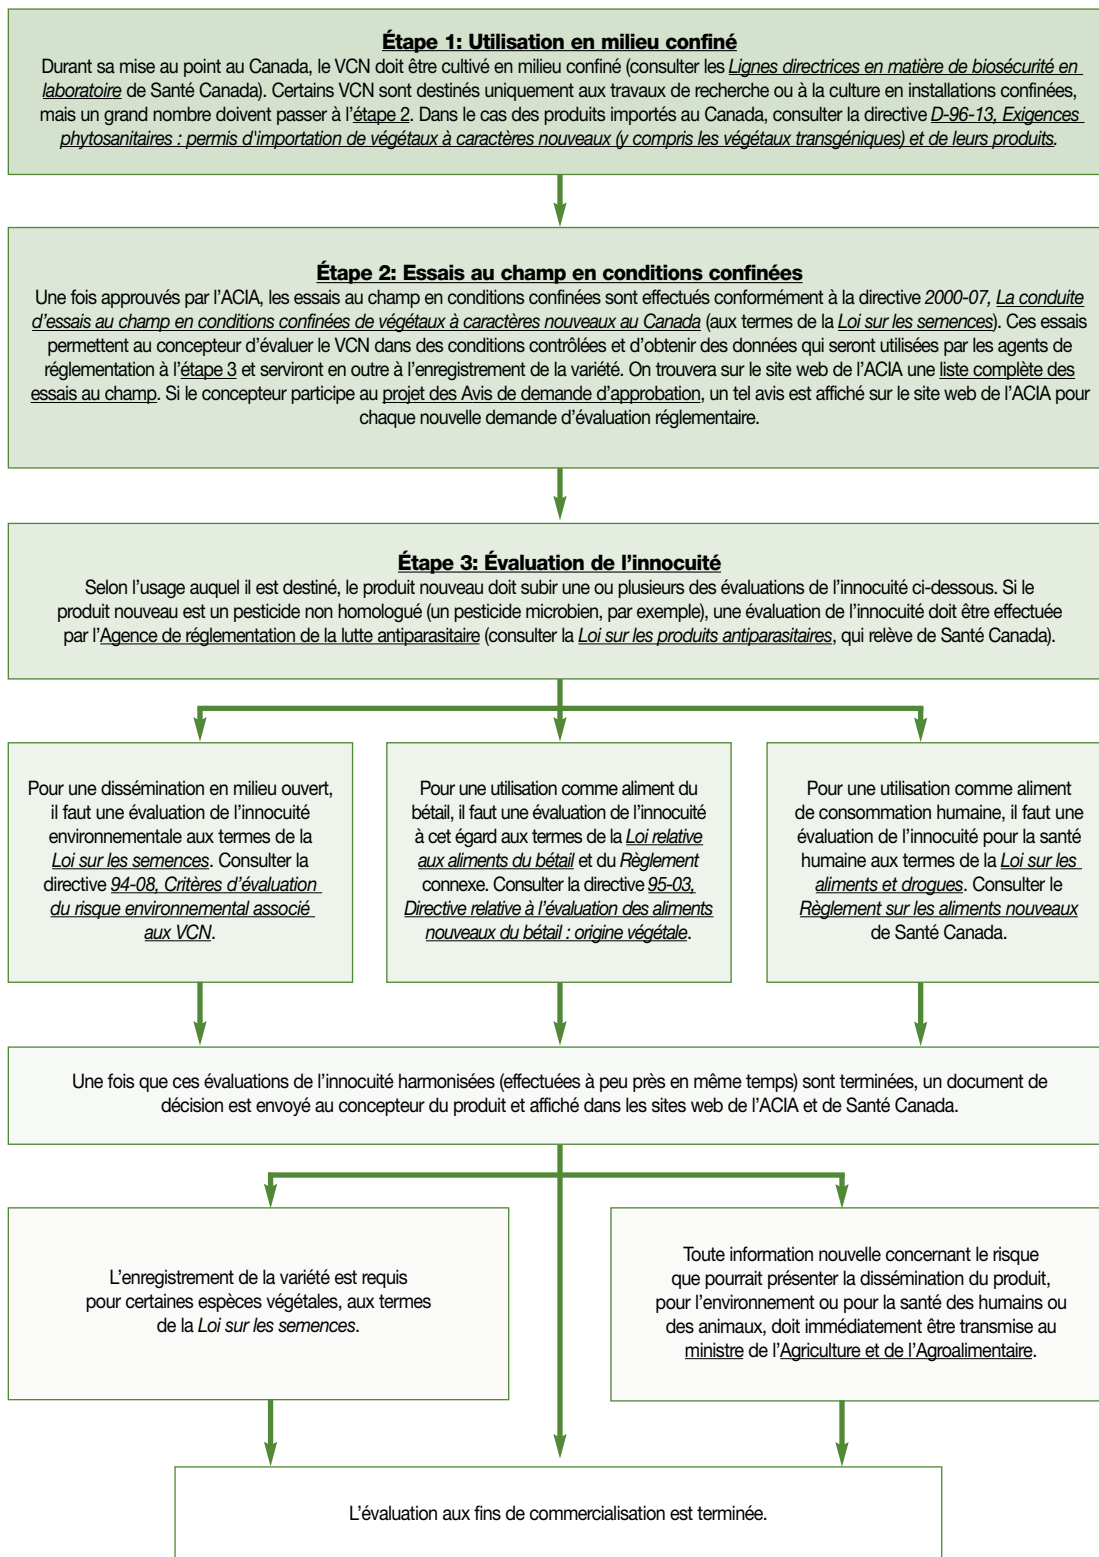 Étape 1: Utilisation en milieu confiné
Durant sa mise au point au Canada, le VCN doit être cultivé en milieu confiné (consulter les Lignes directrices en matière de biosécurité en
laboratoire de Santé Canada). Certains VCN sont destinés uniquement aux travaux de recherche ou à la culture en installations confinées,
mais un grand nombre doivent passer à l’étape 2. Dans le cas des produits importés au Canada, consulter la directive D-96-13, Exigences
phytosanitaires : permis d'importation de végétaux à caractères nouveaux (y compris les végétaux transgéniques) et de leurs produits.
Étape 2: Essais au champ en conditions confinées
Une fois approuvés par l’ACIA, les essais au champ en conditions confinées sont effectués conformément à la directive 2000-07, La conduite
d’essais au champ en conditions confinées de végétaux à caractères nouveaux au Canada (aux termes de la Loi sur les semences). Ces essais
permettent au concepteur d’évaluer le VCN dans des conditions contrôlées et d’obtenir des données qui seront utilisées par les agents de
réglementation à l’étape 3 et serviront en outre à l’enregistrement de la variété. On trouvera sur le site web de l’ACIA une liste complète des
essais au champ. Si le concepteur participe au projet des Avis de demande d’approbation, un tel avis est affiché sur le site web de l’ACIA pour
chaque nouvelle demande d’évaluation réglementaire.
Étape 3: Évaluation de l’innocuité
Selon l’usage auquel il est destiné, le produit nouveau doit subir une ou plusieurs des évaluations de l’innocuité ci-dessous. Si le
produit nouveau est un pesticide non homologué (un pesticide microbien, par exemple), une évaluation de l’innocuité doit être effectuée
par l’Agence de réglementation de la lutte antiparasitaire (consulter la Loi sur les produits antiparasitaires, qui relève de Santé Canada).
Pour une dissémination en milieu ouvert,
il faut une évaluation de l’innocuité
environnementale aux termes de la
Loi sur les semences. Consulter la
directive 94-08, Critères d’évaluation
du risque environnemental associé
aux VCN.
Pour une utilisation comme aliment du
bétail, il faut une évaluation de l’innocuité
à cet égard aux termes de la Loi relative
aux aliments du bétail et du Règlement
connexe. Consulter la directive 95-03,
Directive relative à l’évaluation des aliments
nouveaux du bétail : origine végétale.
Pour une utilisation comme aliment
de consommation humaine, il faut une
évaluation de l’innocuité pour la santé
humaine aux termes de la Loi sur les
aliments et drogues. Consulter le
Règlement sur les aliments nouveaux
de Santé Canada.
Une fois que ces évaluations de l’innocuité harmonisées (effectuées à peu près en même temps) sont terminées, un document de
décision est envoyé au concepteur du produit et affiché dans les sites web de l’ACIA et de Santé Canada.
L’enregistrement de la variété est requis
pour certaines espèces végétales, aux termes
de la Loi sur les semences.
Toute information nouvelle concernant le risque
que pourrait présenter la dissémination du produit,
pour l’environnement ou pour la santé des humains ou
des animaux, doit immédiatement être transmise au
ministre de l’Agriculture et de l’Agroalimentaire.
L’évaluation aux fins de commercialisation est terminée.